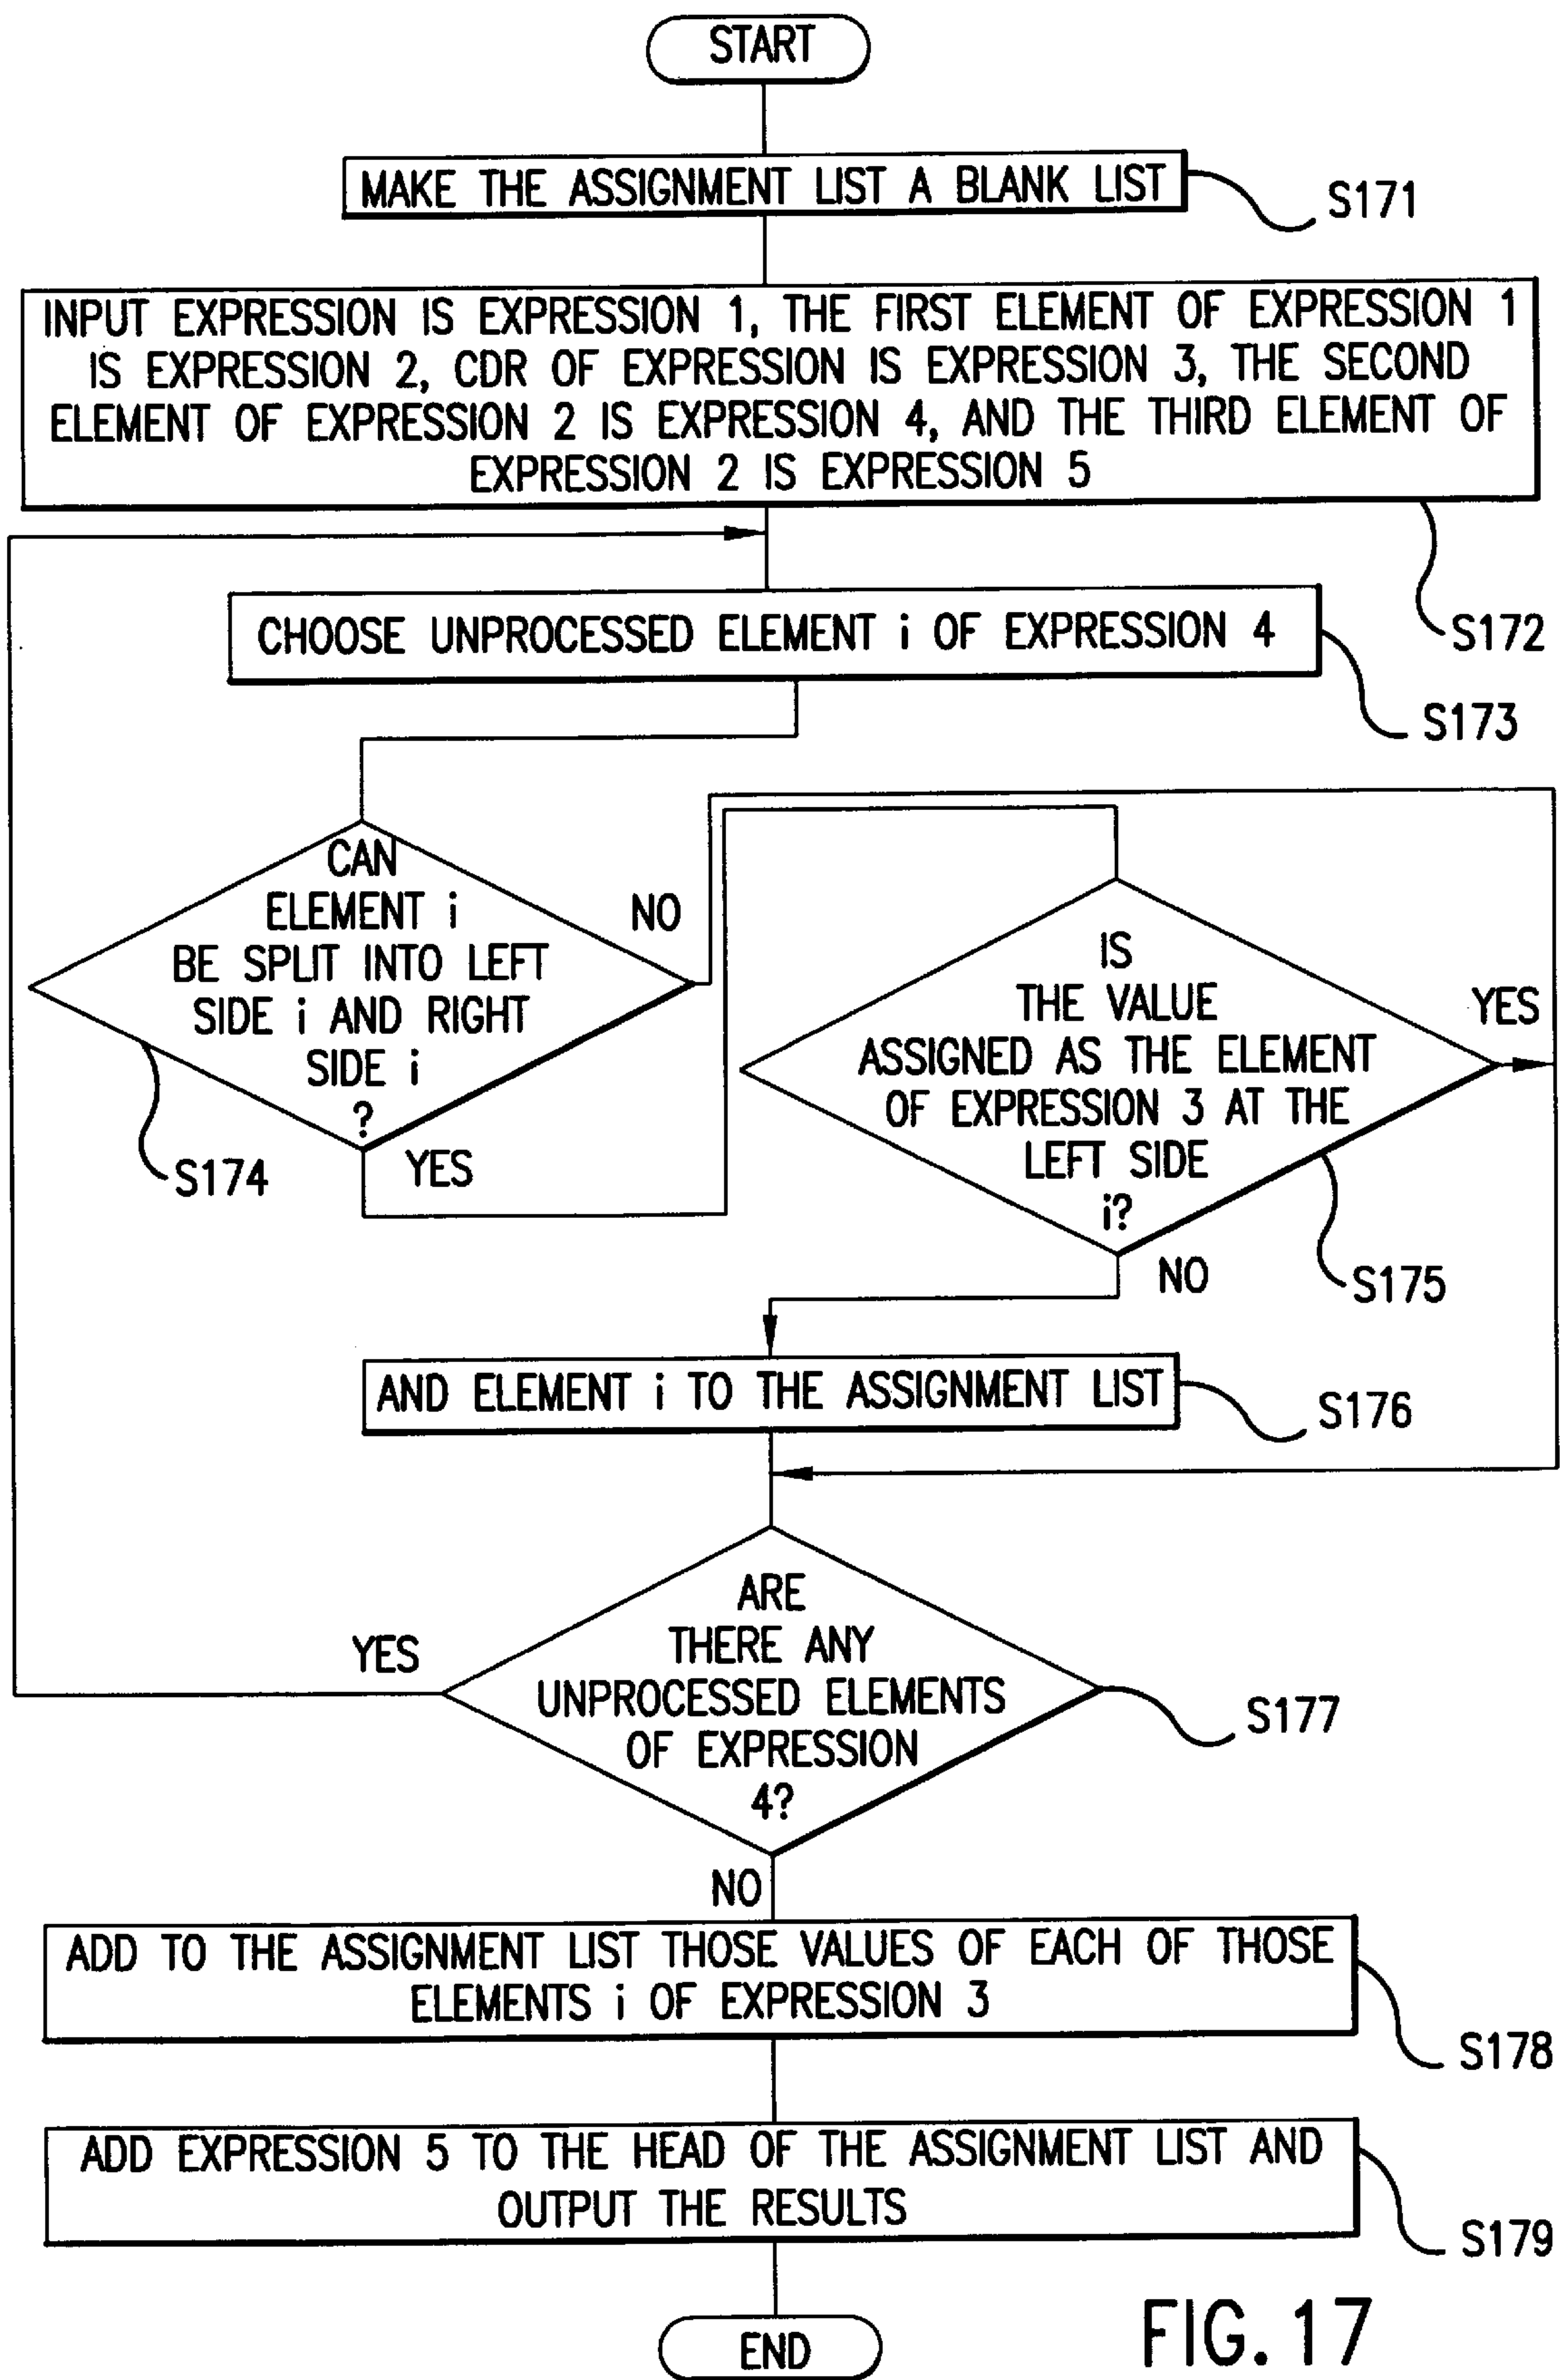 START
MAKE THE ASSIGNMENT LIST A BLANK LIST
S171
INPUT EXPRESSION IS EXPRESSION 1, THE FIRST ELEMENT OF EXPRESSION 1
IS EXPRESSION 2, CDR OF EXPRESSION IS EXPRESSION 3, THE SECOND
ELEMENT OF EXPRESSION 2 IS EXPRESSION 4, AND THE THIRD ELEMENT OF
EXPRESSION 2 IS EXPRESSION 5
S172
CHOOSE UNPROCESSED ELEMENT i OF EXPRESSION 4
S173
CAN
ELEMENT i
BE SPLIT INTO LEFT
SIDE i AND RIGHT
SIDE i
?
NO
YES
S174
IS
THE VALUE
ASSIGNED AS THE ELEMENT
OF EXPRESSION 3 AT THE
LEFT SIDE
i?
YES
NO
S175
AND ELEMENT i TO THE ASSIGNMENT LIST
S176
ARE
THERE ANY
UNPROCESSED ELEMENTS
OF EXPRESSION
4?
YES
S177
NO
ADD TO THE ASSIGNMENT LIST THOSE VALUES OF EACH OF THOSE
ELEMENTS i OF EXPRESSION 3
S178
ADD EXPRESSION 5 TO THE HEAD OF THE ASSIGNMENT LIST AND
OUTPUT THE RESULTS
S179
END
FIG. 17